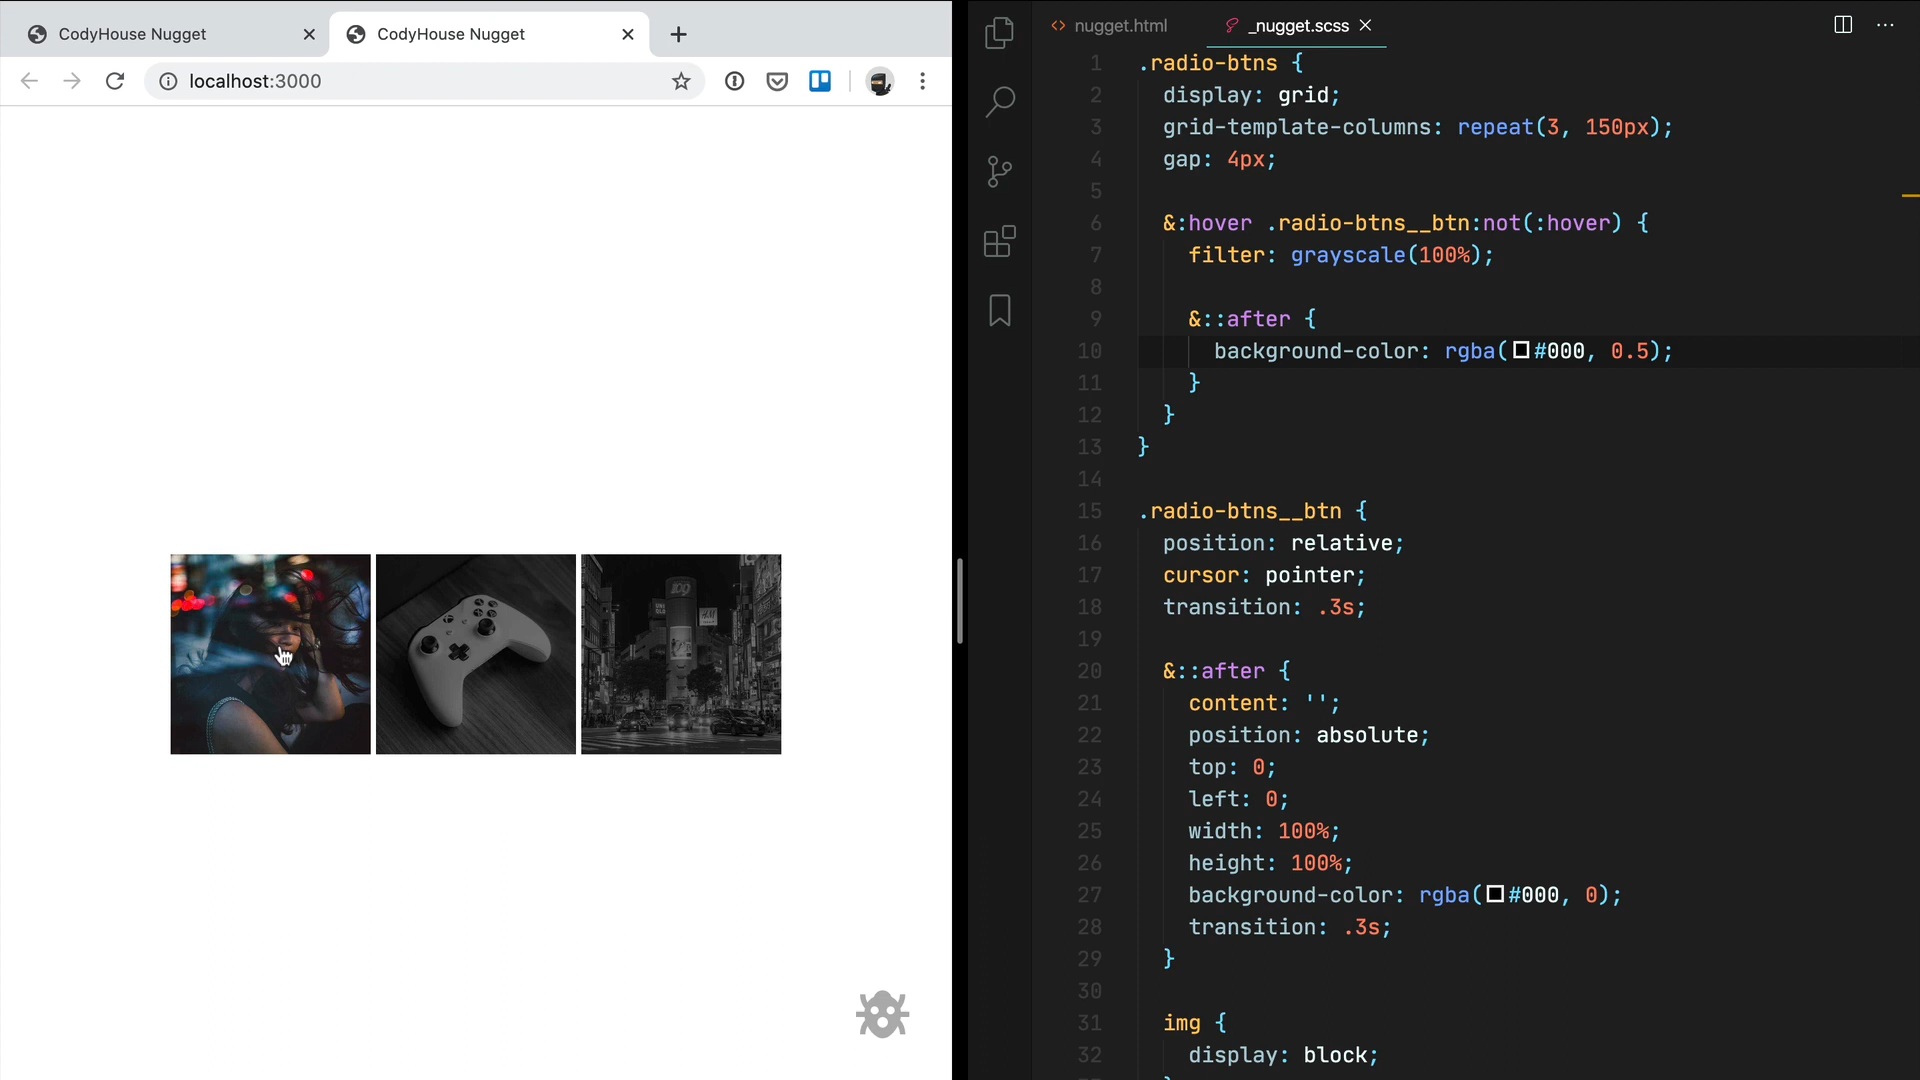 CodyHouse Nugget
CodyHouse Nugget
localhost:3000
nugget.html
_nugget.scss
1 .radio-btns {
2 display: grid;
3 grid-template-columns: repeat(3, 150px);
4 gap: 4px;
5
6 &:hover .radio-btns__btn:not(:hover) {
7 filter: grayscale(100%);
8
9 &::after {
10 background-color: rgba(#000, 0.5);
11 }
12 }
13 }
14
15 .radio-btns__btn {
16 position: relative;
17 cursor: pointer;
18 transition: .3s;
19
20 &::after {
21 content: '';
22 position: absolute;
23 top: 0;
24 left: 0;
25 width: 100%;
26 height: 100%;
27 background-color: rgba(#000, 0);
28 transition: .3s;
29 }
30
31 img {
32 display: block;